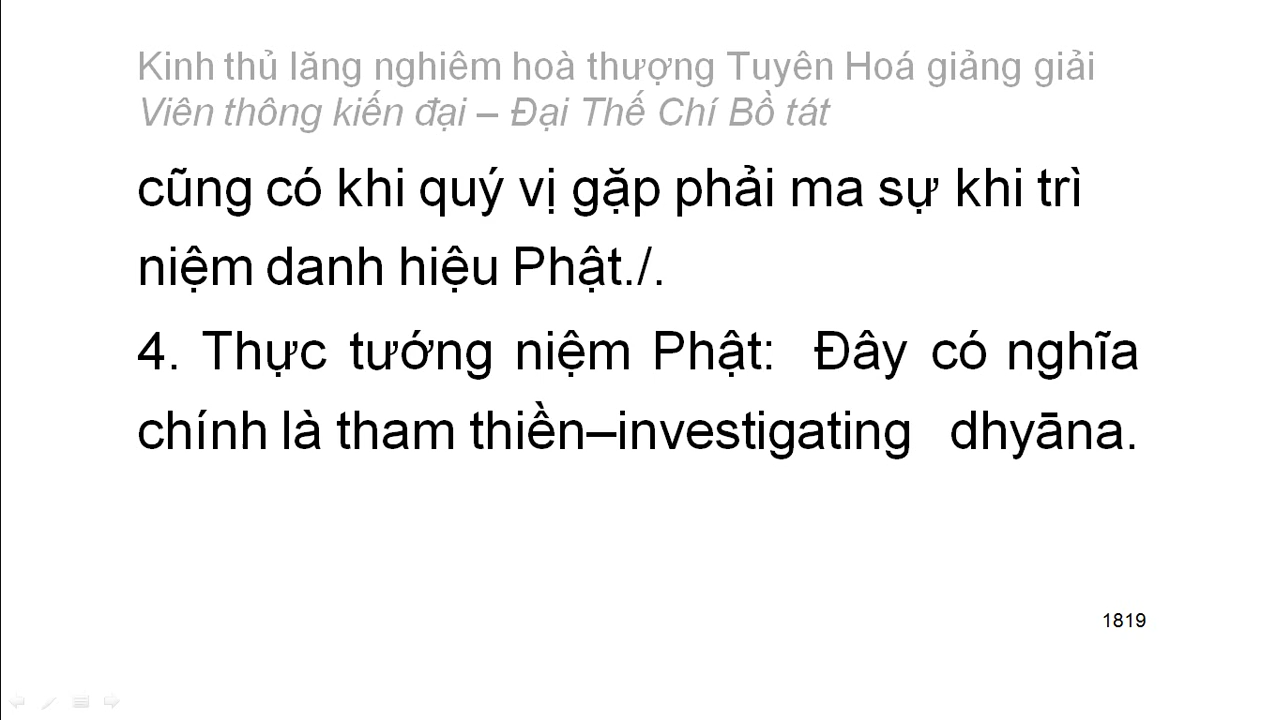 Kinh thủ lăng nghiêm hoà thượng Tuyên Hoá giảng giải
Viên thông kiến đại – Đại Thế Chí Bồ tát
cũng có khi quý vị gặp phải ma sự khi trì
niệm danh hiệu Phật./.
4. Thực tướng niệm Phật: Đây có nghĩa
chính là tham thiền–investigating dhyāna.
1819